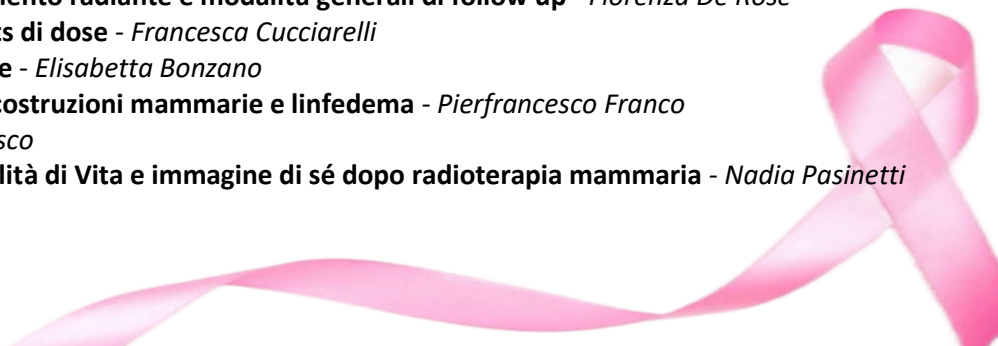 ento radiante e modalità generali di follow up - Fiorenza De Rose
ts di dose - Francesca Cucciarelli
e - Elisabetta Bonzano
costruzioni mammarie e linfedema - Pierfrancesco Franco
sco
lità di Vita e immagine di sé dopo radioterapia mammaria - Nadia Pasinetti